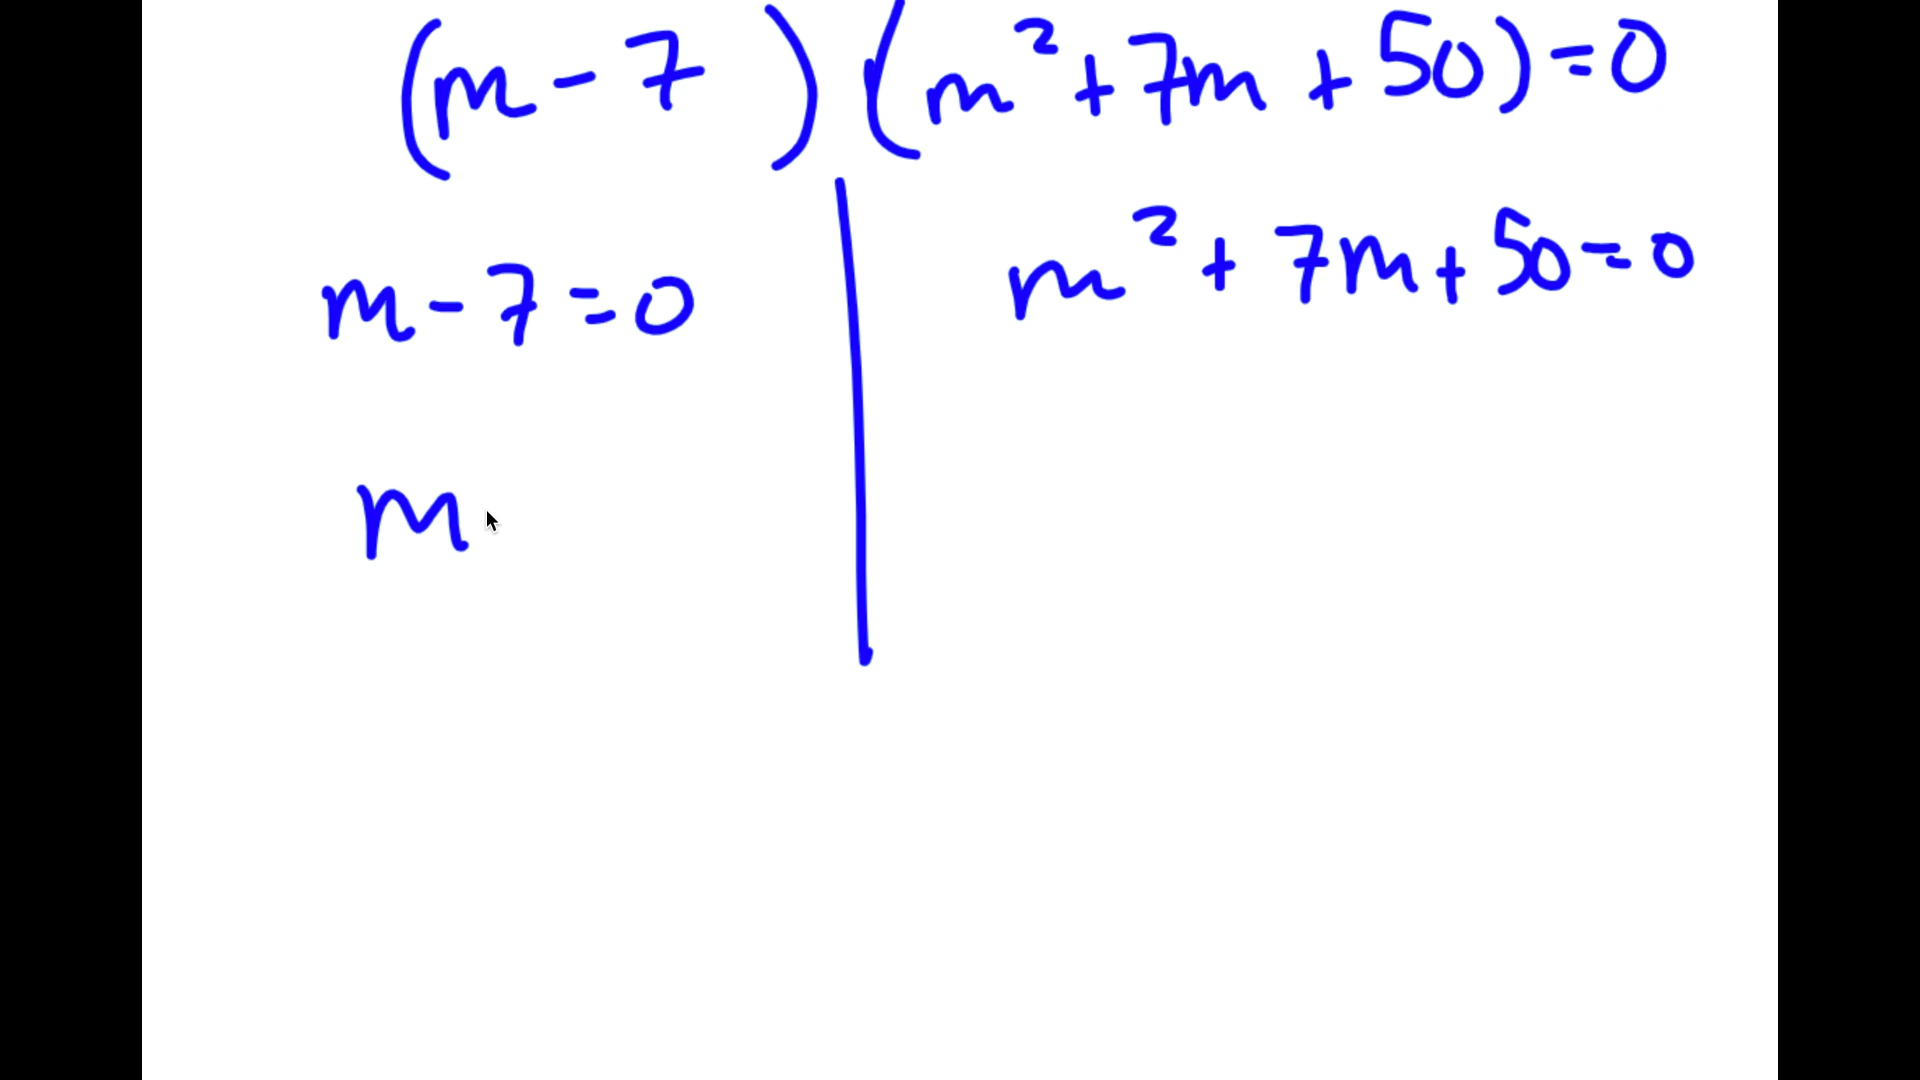 (m - 7) (m² + 7m + 50) = 0
m - 7 = 0
m² + 7m + 50 = 0
m